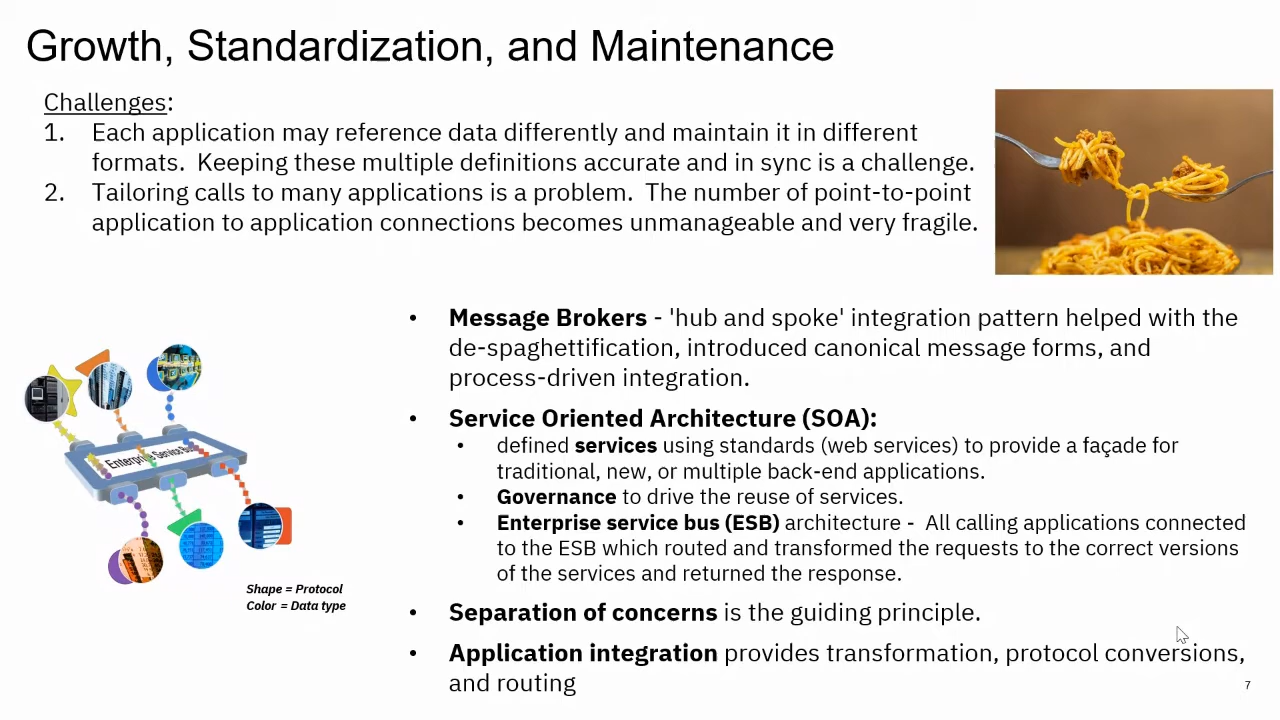 Growth, Standardization, and Maintenance
Challenges:
1. Each application may reference data differently and maintain it in different
formats. Keeping these multiple definitions accurate and in sync is a challenge.
2. Tailoring calls to many applications is a problem. The number of point-to-point
application to application connections becomes unmanageable and very fragile.
• Message Brokers - 'hub and spoke' integration pattern helped with the
de-spaghettification, introduced canonical message forms, and
process-driven integration.
• Service Oriented Architecture (SOA):
• defined services using standards (web services) to provide a façade for
traditional, new, or multiple back-end applications.
• Governance to drive the reuse of services.
• Enterprise service bus (ESB) architecture - All calling applications connected
to the ESB which routed and transformed the requests to the correct versions
of the services and returned the response.
• Separation of concerns is the guiding principle.
• Application integration provides transformation, protocol conversions,
and routing
Enterprise Service Bus
Shape = Protocol
Color = Data type
7